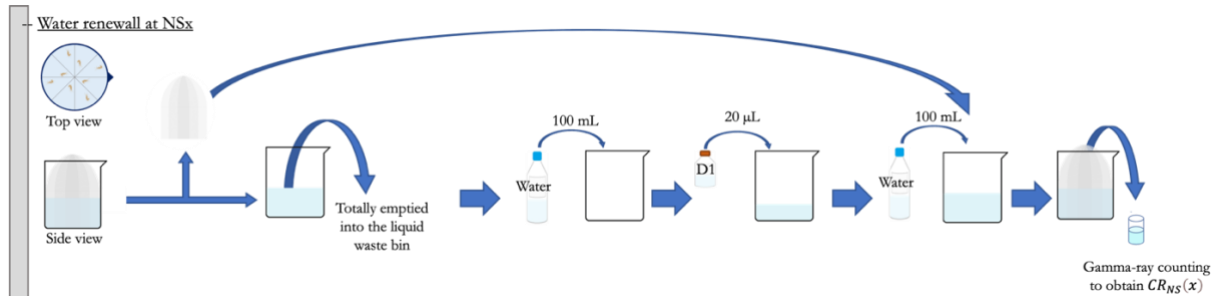 Water renewall at NSx
Top view
Side view
Totally emptied
into the liquid
waste bin
100 mL
Water
20 µL
D1
100 mL
Water
Gamma-ray counting
to obtain CR_NS(x)